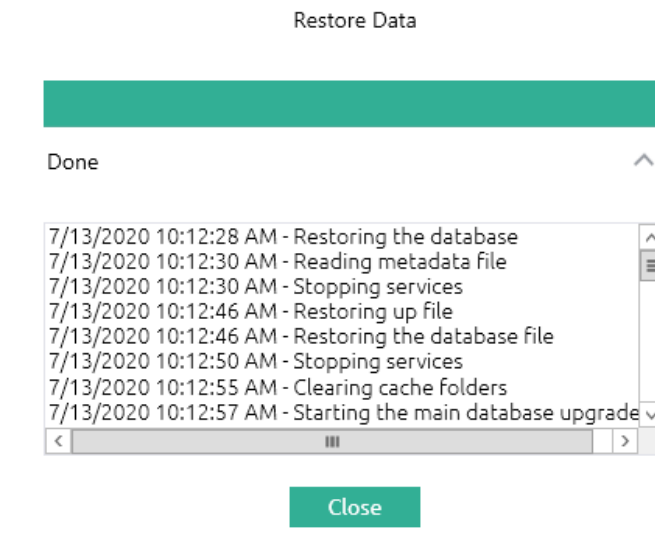 Restore Data
Done
7/13/2020 10:12:28 AM - Restoring the database
7/13/2020 10:12:30 AM - Reading metadata file
7/13/2020 10:12:30 AM - Stopping services
7/13/2020 10:12:46 AM - Restoring up file
7/13/2020 10:12:46 AM - Restoring the database file
7/13/2020 10:12:50 AM - Stopping services
7/13/2020 10:12:55 AM - Clearing cache folders
7/13/2020 10:12:57 AM - Starting the main database upgrade
Close